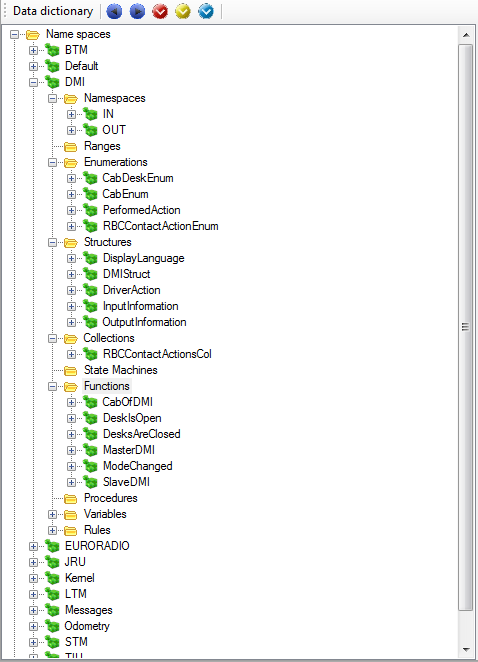 Data dictionary
Name spaces
BTM
Default
DMI
Namespaces
IN
OUT
Ranges
Enumerations
CabDeskEnum
CabEnum
PerformedAction
RBCContactActionEnum
Structures
DisplayLanguage
DMIStruct
DriverAction
InputInformation
OutputInformation
Collections
RBCContactActionsCol
State Machines
Functions
CabOfDMI
DeskIsOpen
DesksAreClosed
MasterDMI
ModeChanged
SlaveDMI
Procedures
Variables
Rules
EURORADIO
JRU
Kernel
LTM
Messages
Odometry
STM